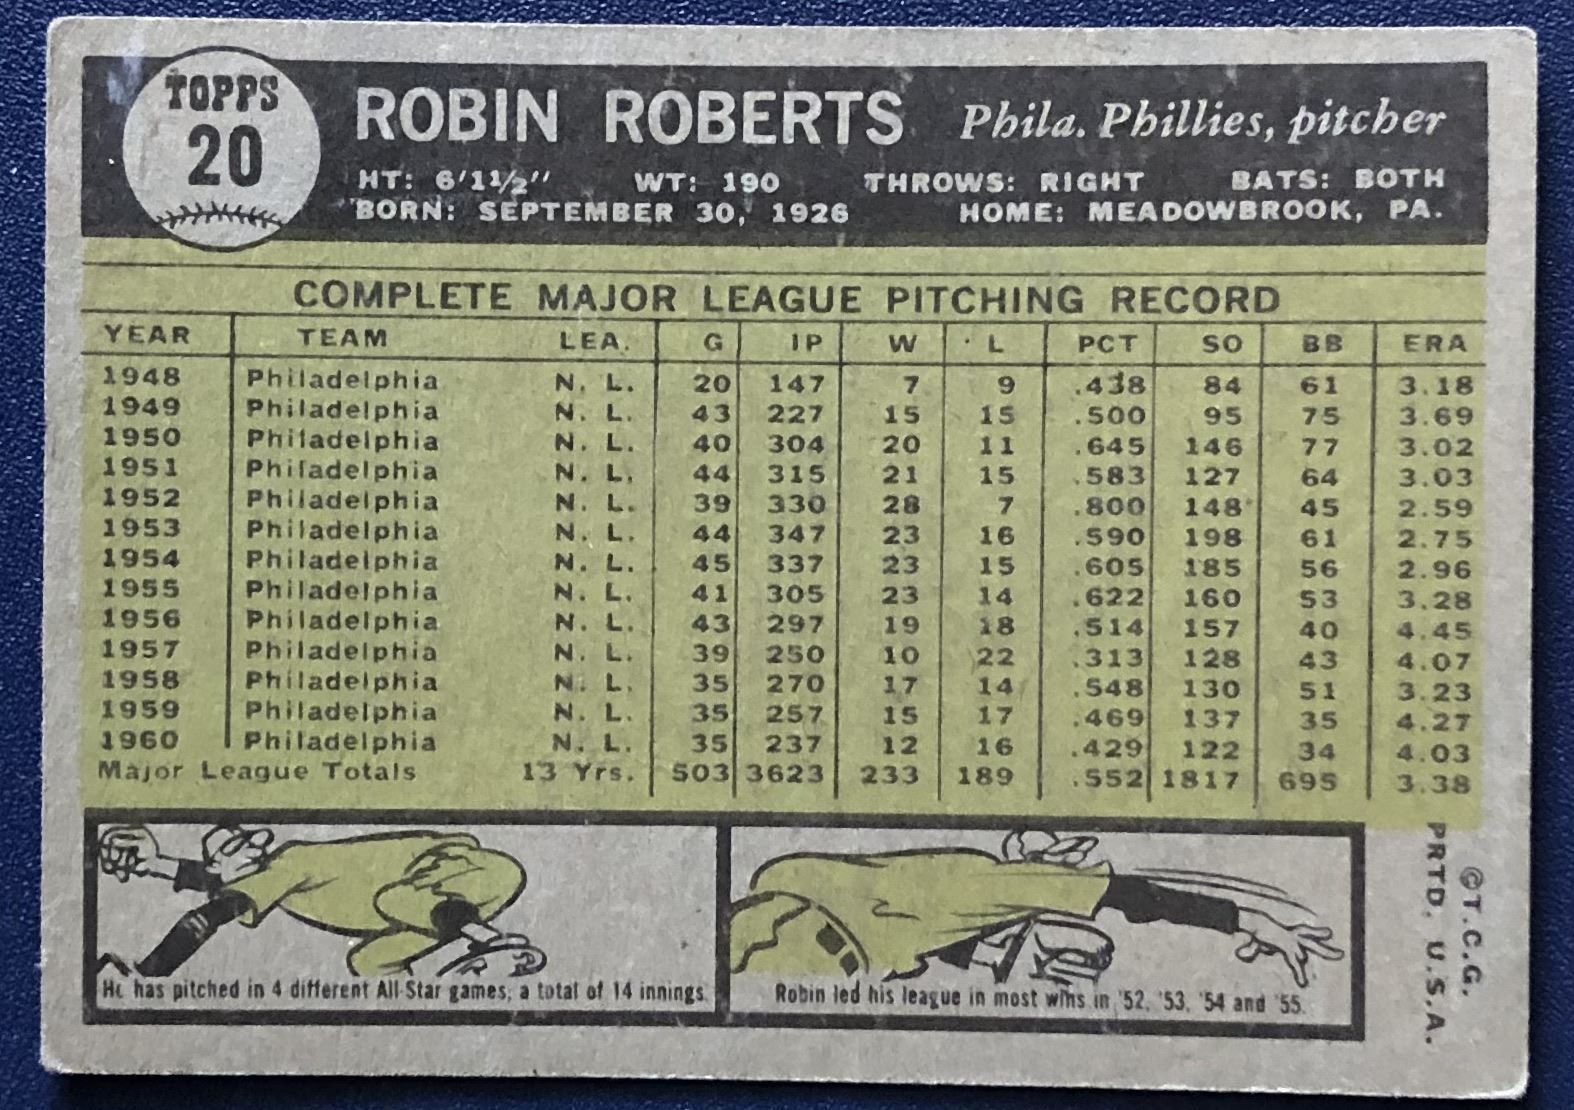 TOPPS
20
ROBIN ROBERTS Phila. Phillies, pitcher
HT: 6'1½" WT: 190 THROWS: RIGHT BATS: BOTH
BORN: SEPTEMBER 30, 1926 HOME: MEADOWBROOK, PA.
COMPLETE MAJOR LEAGUE PITCHING RECORD
YEAR TEAM LEA. G IP W L PCT SO BB ERA
1948 Philadelphia N. L. 20 147 7 9 .438 84 61 3.18
1949 Philadelphia N. L. 43 227 15 15 .500 95 75 3.69
1950 Philadelphia N. L. 40 304 20 11 .645 146 77 3.02
1951 Philadelphia N. L. 44 315 21 15 .583 127 64 3.03
1952 Philadelphia N. L. 39 330 28 7 .800 148 45 2.59
1953 Philadelphia N. L. 44 347 23 16 .590 198 61 2.75
1954 Philadelphia N. L. 45 337 23 15 .605 185 56 2.96
1955 Philadelphia N. L. 41 305 23 14 .622 160 53 3.28
1956 Philadelphia N. L. 43 297 19 18 .514 157 40 4.45
1957 Philadelphia N. L. 39 250 10 22 .313 128 43 4.07
1958 Philadelphia N. L. 35 270 17 14 .548 130 51 3.23
1959 Philadelphia N. L. 35 257 15 17 .469 137 35 4.27
1960 Philadelphia N. L. 35 237 12 16 .429 122 34 4.03
Major League Totals 13 Yrs. 503 3623 233 189 .552 1817 695 3.38
He has pitched in 4 different All-Star games, a total of 14 innings.
Robin led his league in most wins in '52, '53, '54 and '55.
©T.C.G.
PRTD. U.S.A.